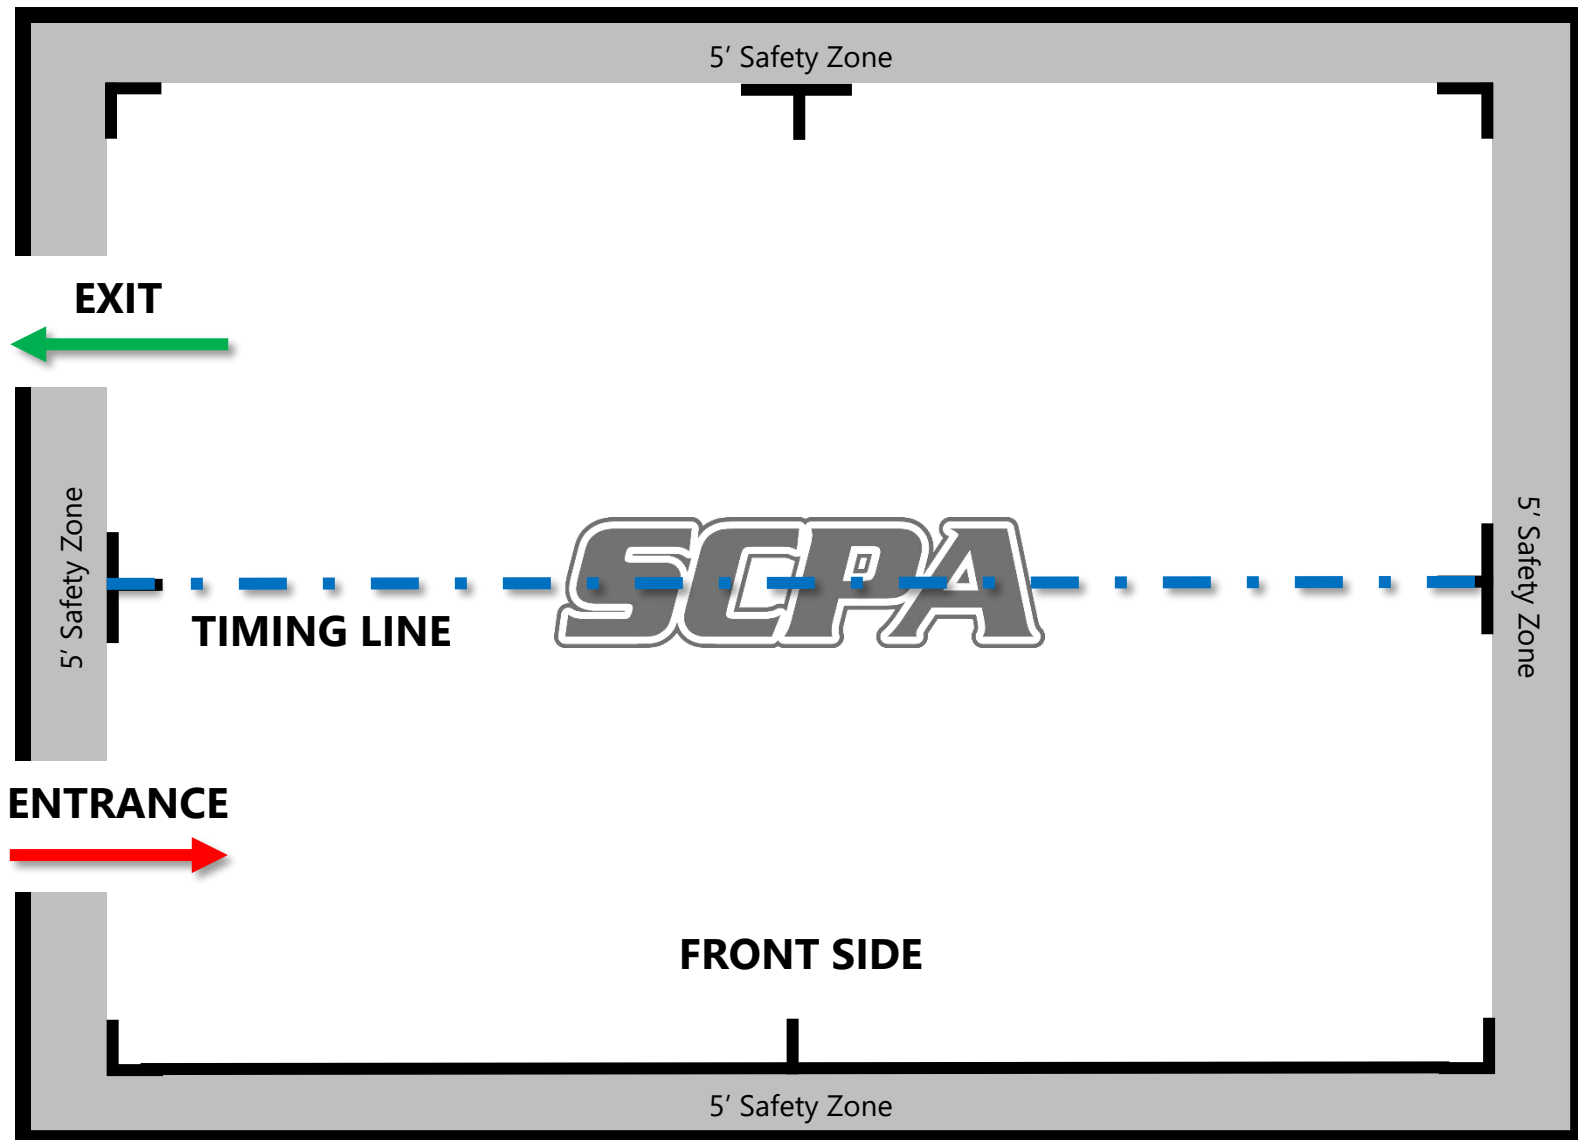 5′ Safety Zone
EXIT
5′ Safety Zone
SCPA
5′ Safety Zone
TIMING LINE
ENTRANCE
FRONT SIDE
5′ Safety Zone